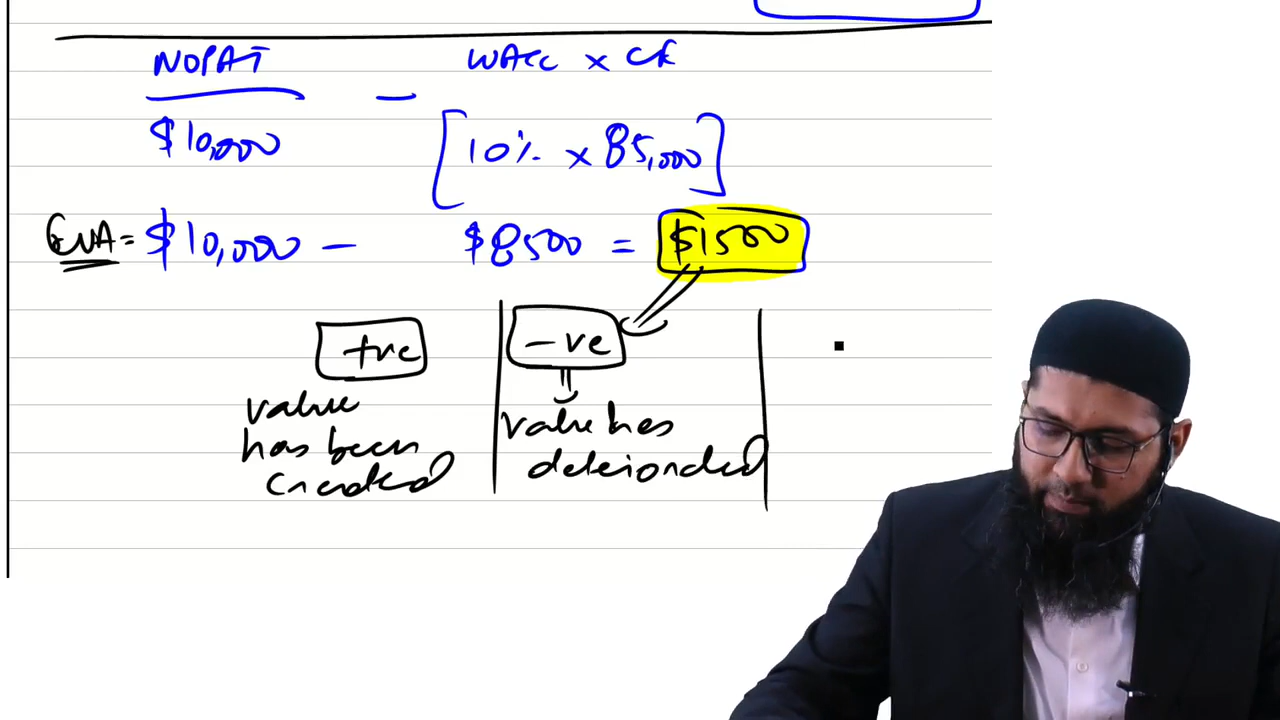 NOPAT — WACC x CE
$10,000 [10% x 85,000]
EVA = $10,000 — $8500 = $1500
+ve
-ve
value
has been
created
value has
deteriorated